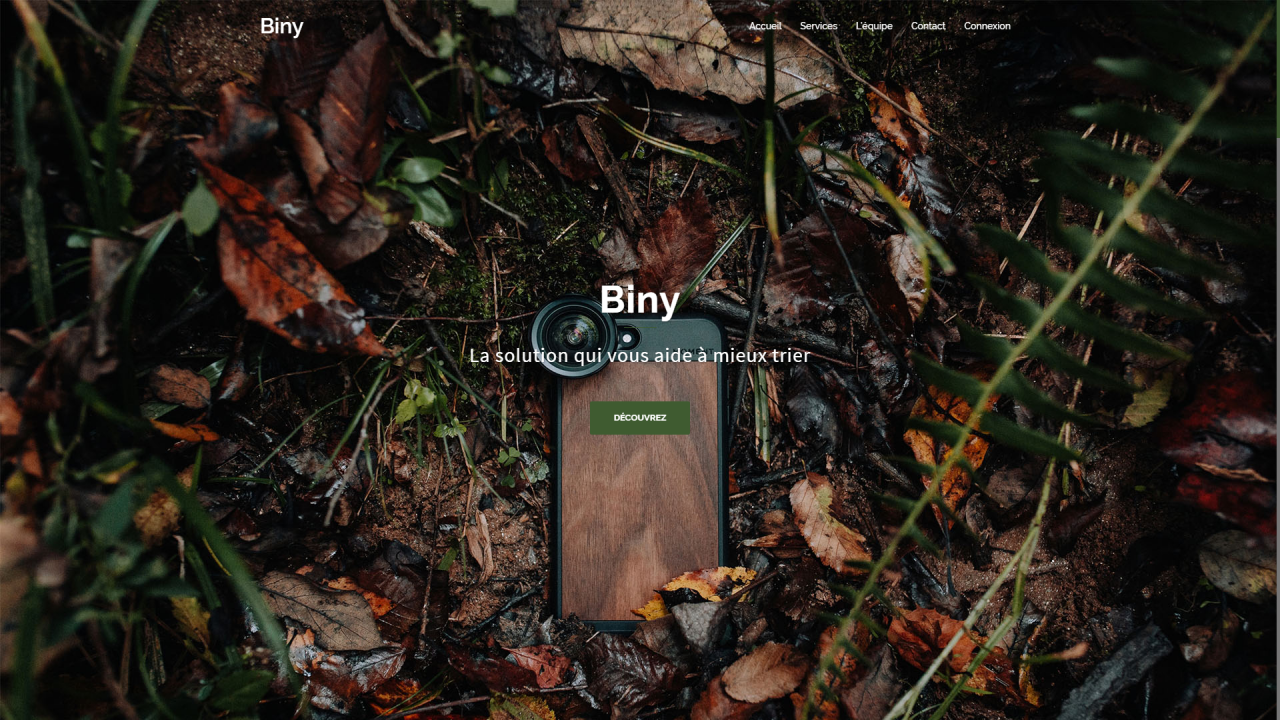 Biny
Accueil Services L'équipe Contact Connexion
Biny
La solution qui vous aide à mieux trier
DÉCOUVREZ